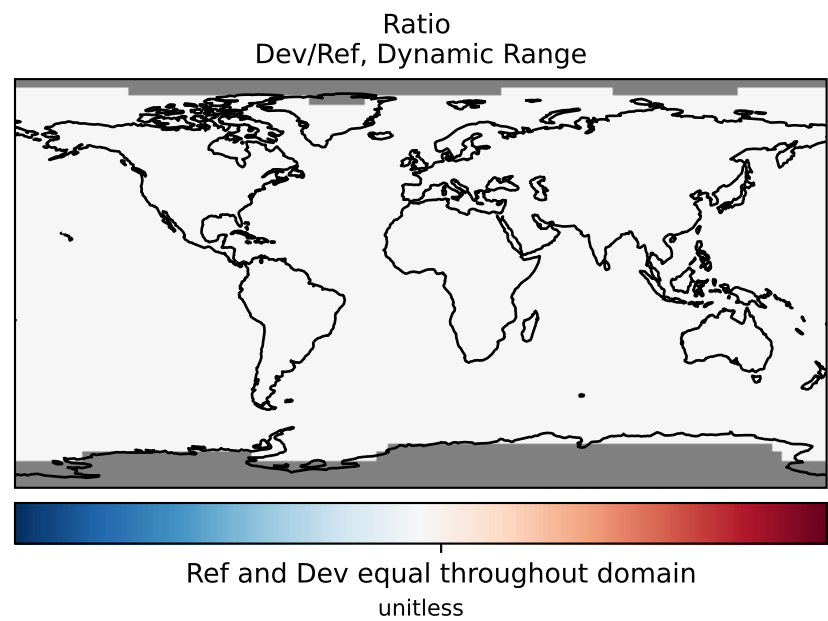 Ratio
Dev/Ref, Dynamic Range
Ref and Dev equal throughout domain
unitless